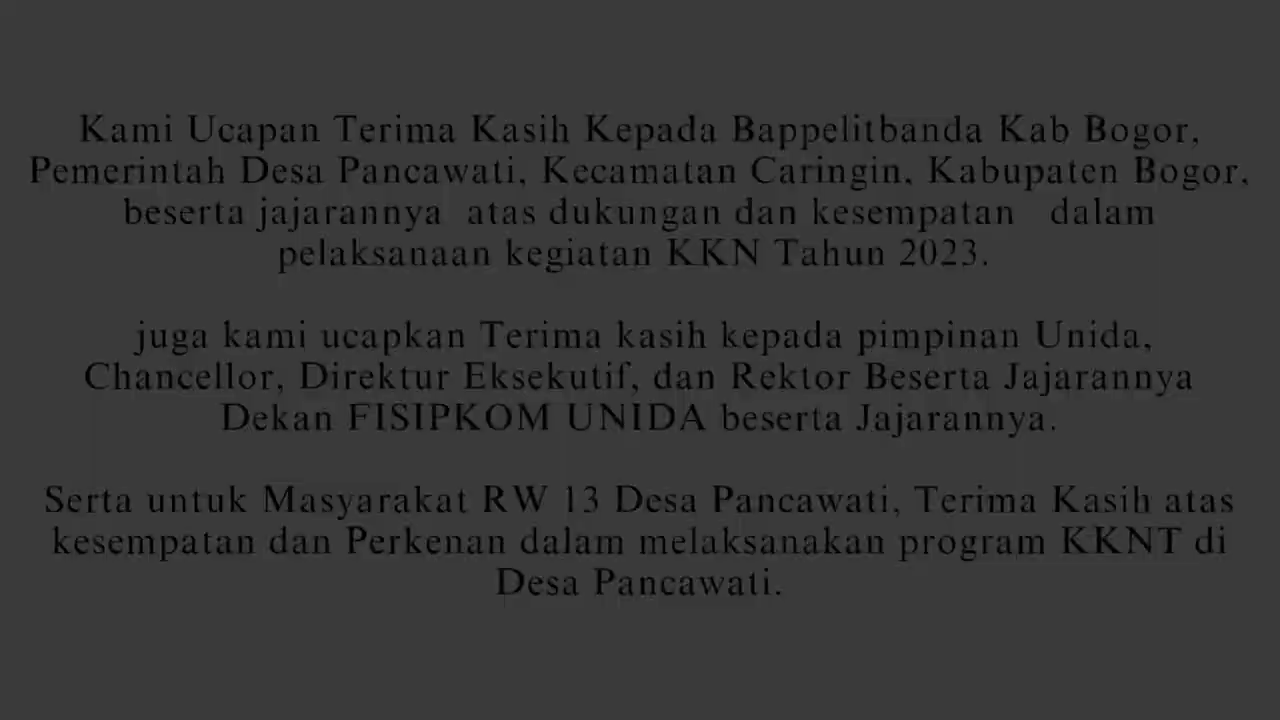 Kami Ucapan Terima Kasih Kepada Bappelitbanda Kab Bogor,
Pemerintah Desa Pancawati, Kecamatan Caringin, Kabupaten Bogor,
beserta jajarannya atas dukungan dan kesempatan dalam
pelaksanaan kegiatan KKN Tahun 2023.
juga kami ucapkan Terima kasih kepada pimpinan Unida,
Chancellor, Direktur Eksekutif, dan Rektor Beserta Jajarannya
Dekan FISIPKOM UNIDA beserta Jajarannya.
Serta untuk Masyarakat RW 13 Desa Pancawati, Terima Kasih atas
kesempatan dan Perkenan dalam melaksanakan program KKNT di
Desa Pancawati.